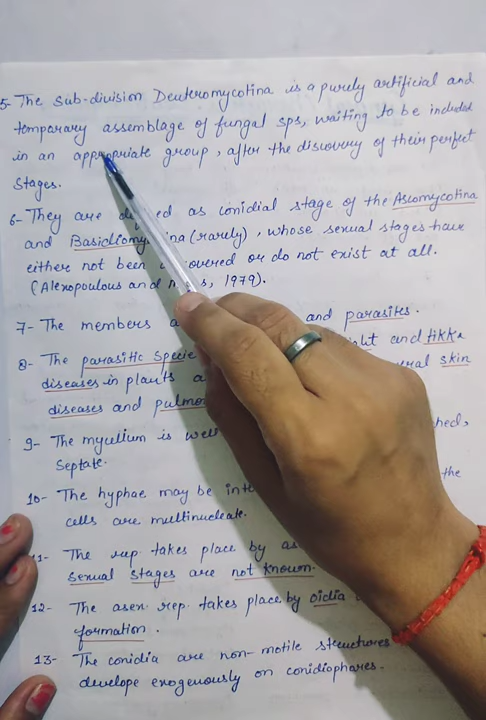 5- The sub-division Deuteromycotina is a purely artificial and
temporary assemblage of fungal sps, waiting to be included
in an appropriate group, after the discovery of their perfect
stages.
6- They are as conidial stage of the Ascomycotina
and (rarely), whose sexual stages have
either not been or do not exist at all.
(Alexopoulous and 1979).
7- The members and parasites.
8- The parasitic and tikka
diseases in plants skin
diseases and
9- The mycelium is well
septate.
10- The hyphae may be the
cells are multinucleate.
11- The rep. takes place by
sexual stages are not known.
12- The asex. rep. takes place by oidia
formation.
13- The conidia are non-motile structures
develope exogenously on conidiophores.